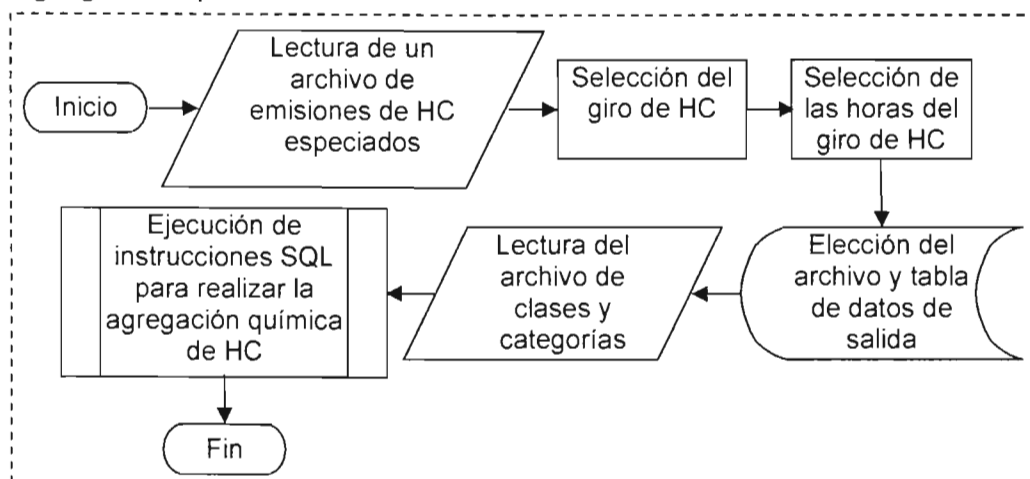 Inicio
Lectura de un
archivo de
emisiones de HC
especiados
Selección del
giro de HC
Selección de
las horas del
giro de HC
Elección del
archivo y tabla
de datos de
salida
Lectura del
archivo de
clases y
categorías
Ejecución de
instrucciones SQL
para realizar la
agregación química
de HC
Fin